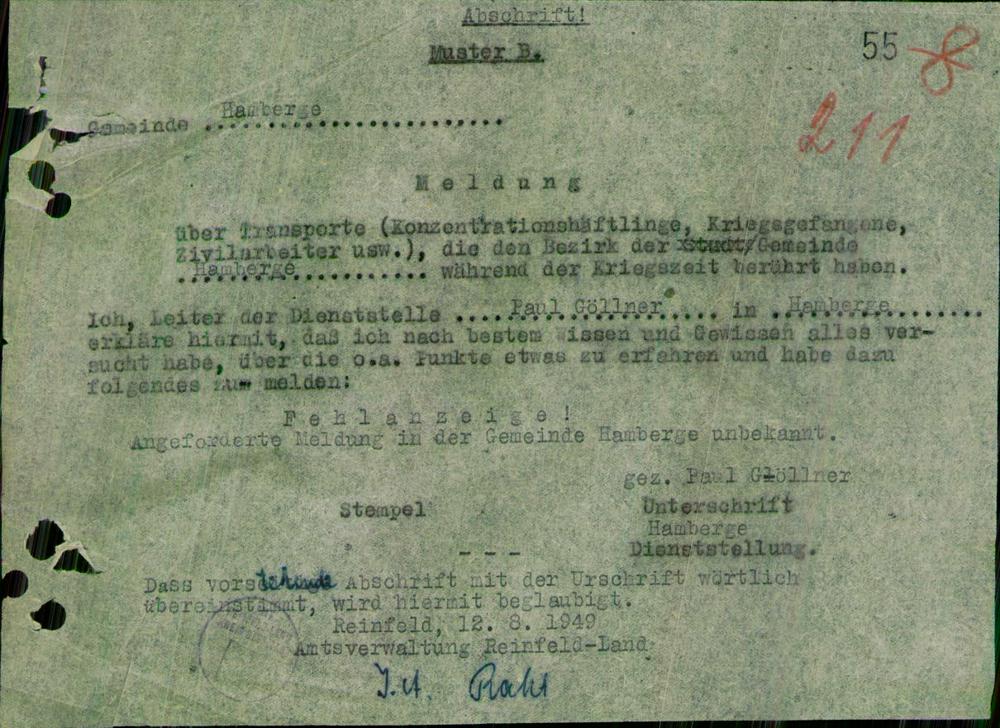 Abschrift!
Muster B.
55 8
211
Gemeinde ..Hamberge..................
Meldung
über Transporte (Konzentrationshäftlinge, Kriegsgefangene,
Zivilarbeiter usw.), die den Bezirk der Stadt/Gemeinde
..Hamberge........... während der Kriegszeit berührt haben.
Ich, Leiter der Dienststelle ....Paul Göllner..... in ..Hamberge........
erkläre hiermit, daß ich nach bestem Wissen und Gewissen alles ver-
sucht habe, über die o.a. Punkte etwas zu erfahren und habe dazu
folgendes zu melden:
Fehlanzeige!
Angeforderte Meldung in der Gemeinde Hamberge unbekannt.
gez. Paul Göllner
Stempel Unterschrift
Hamberge
- - - Dienststellung.
Dass vorstehende Abschrift mit der Urschrift wörtlich
übereinstimmt, wird hiermit beglaubigt.
Reinfeld, 12. 8. 1949
Amtsverwaltung Reinfeld-Land
I.A.